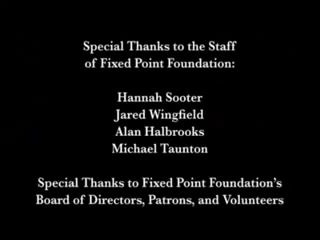 Special Thanks to the Staff
of Fixed Point Foundation:
Hannah Sooter
Jared Wingfield
Alan Halbrooks
Michael Taunton
Special Thanks to Fixed Point Foundation's
Board of Directors, Patrons, and Volunteers